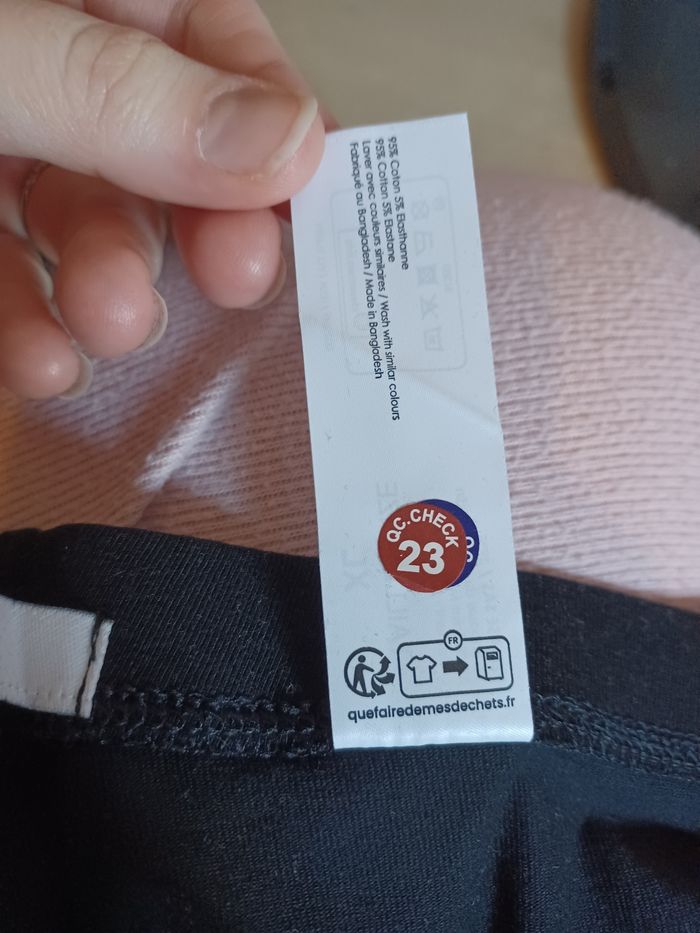 95% Coton 5% Elasthanne
95% Cotton 5% Elastane
Laver avec couleurs similaires / Wash with similar colours
Fabriqué au Bangladesh / Made in Bangladesh
QC.CHECK
23
FR
quefairedemesdechets.fr